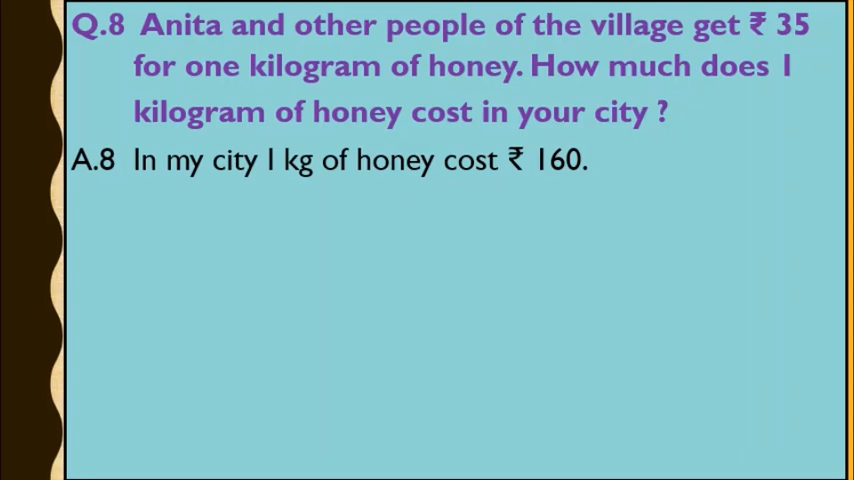 Q.8 Anita and other people of the village get ₹ 35
for one kilogram of honey. How much does 1
kilogram of honey cost in your city ?
A.8 In my city 1 kg of honey cost ₹ 160.